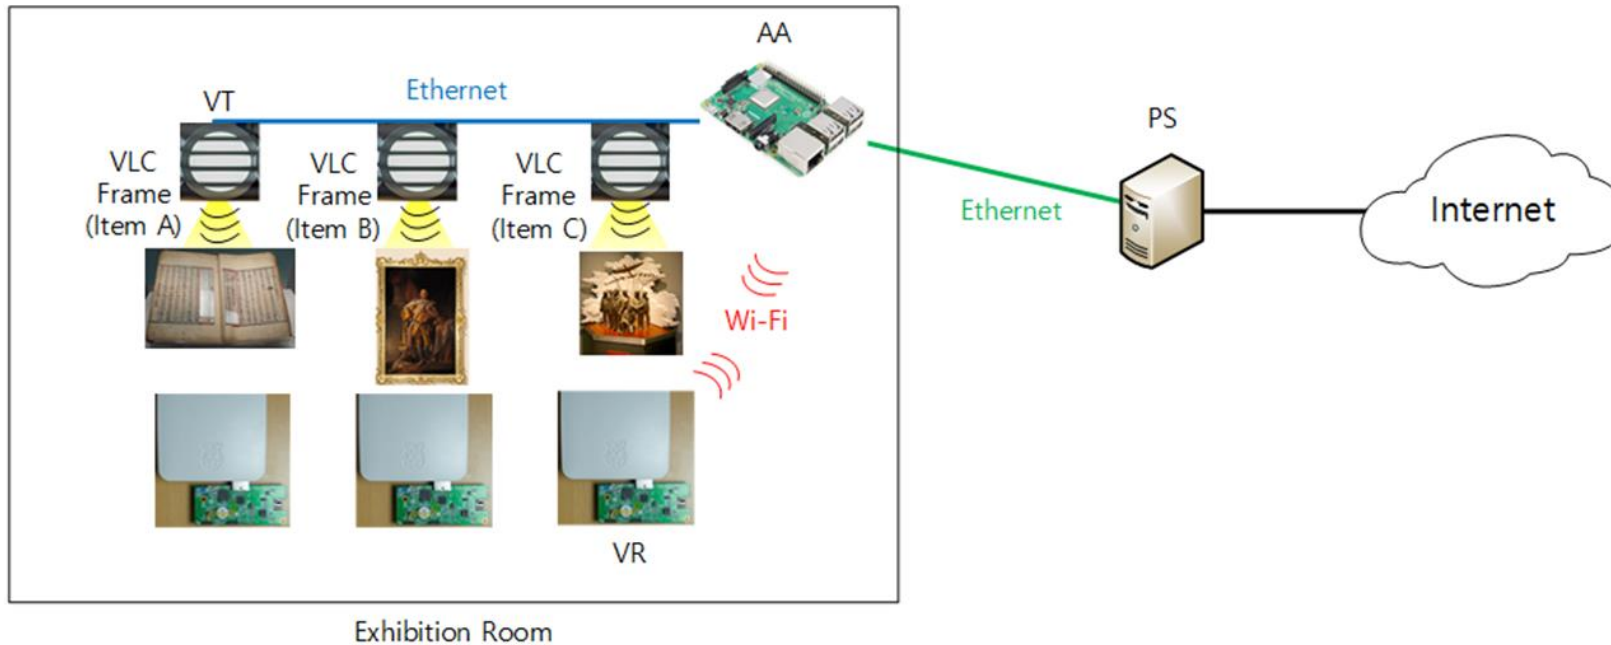 AA
Ethernet
VT
PS
VLC
Frame
(Item A)
VLC
Frame
(Item B)
VLC
Frame
(Item C)
Ethernet
Internet
Wi-Fi
VR
Exhibition Room